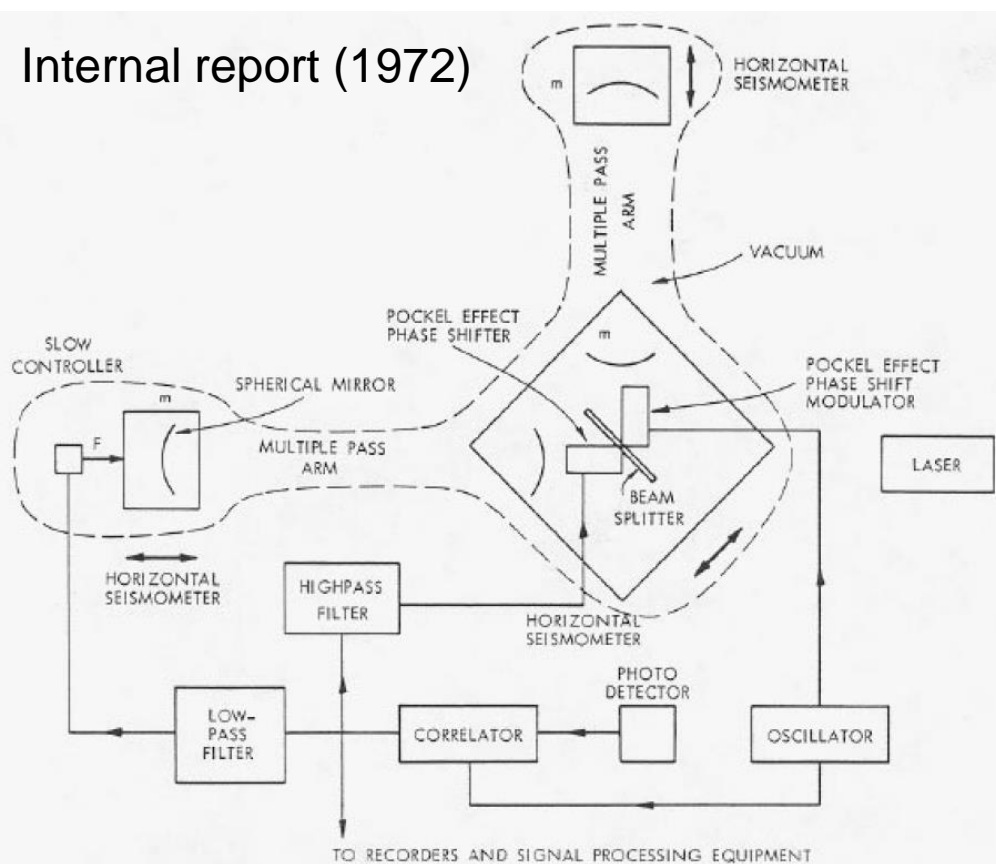 Internal report (1972)
m
HORIZONTAL
SEISMOMETER
MULTIPLE PASS
ARM
VACUUM
POCKEL EFFECT
PHASE SHIFTER
m
SLOW
CONTROLLER
SPHERICAL MIRROR
m
POCKEL EFFECT
PHASE SHIFT
MODULATOR
F
MULTIPLE PASS
ARM
LASER
BEAM
SPLITTER
HORIZONTAL
SEISMOMETER
HIGHPASS
FILTER
HORIZONTAL
SEISMOMETER
PHOTO
DETECTOR
LOW-
PASS
FILTER
CORRELATOR
OSCILLATOR
TO RECORDERS AND SIGNAL PROCESSING EQUIPMENT